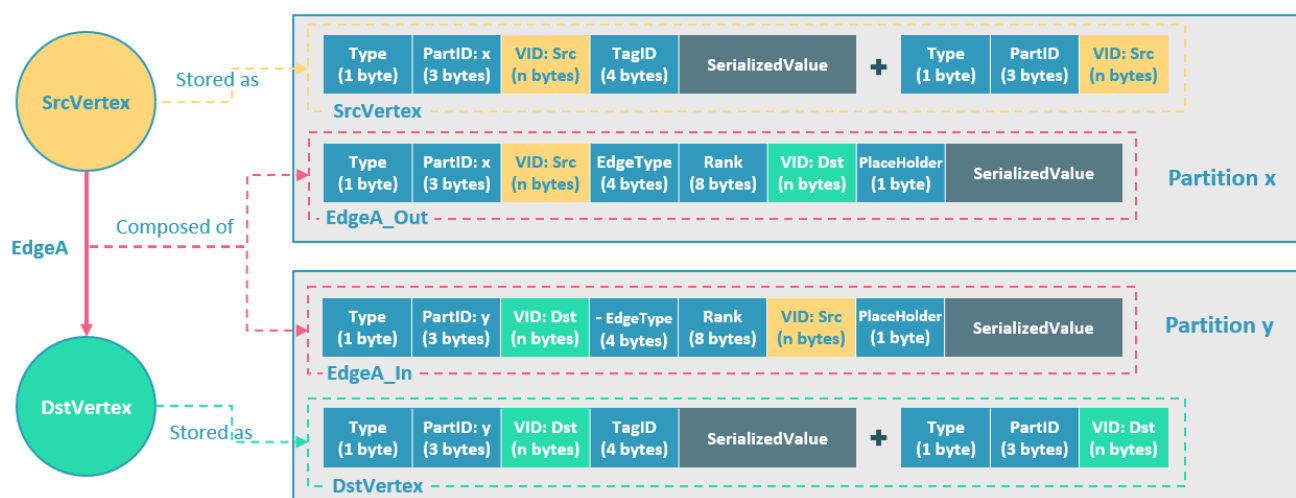 SrcVertex
Stored as
Type
(1 byte)
PartID: x
(3 bytes)
VID: Src
(n bytes)
TagID
(4 bytes)
SerializedValue
+
Type
(1 byte)
PartID
(3 bytes)
VID: Src
(n bytes)
SrcVertex
Type
(1 byte)
PartID: x
(3 bytes)
VID: Src
(n bytes)
EdgeType
(4 bytes)
Rank
(8 bytes)
VID: Dst
(n bytes)
PlaceHolder
(1 byte)
SerializedValue
EdgeA_Out
Partition x
EdgeA
Composed of
Type
(1 byte)
PartID: y
(3 bytes)
VID: Dst
(n bytes)
- EdgeType
(4 bytes)
Rank
(8 bytes)
VID: Src
(n bytes)
PlaceHolder
(1 byte)
SerializedValue
EdgeA_In
Partition y
DstVertex
Stored as
Type
(1 byte)
PartID: y
(3 bytes)
VID: Dst
(n bytes)
TagID
(4 bytes)
SerializedValue
+
Type
(1 byte)
PartID
(3 bytes)
VID: Dst
(n bytes)
DstVertex